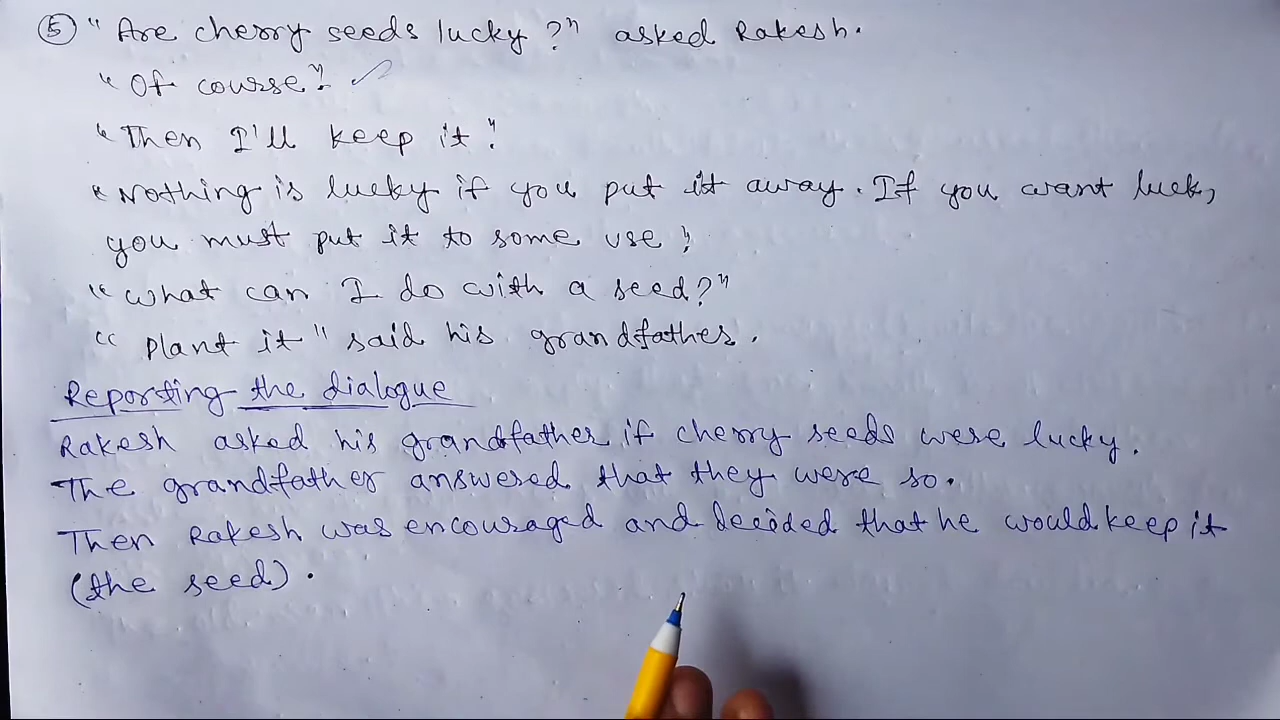 ⑤ "Are cherry seeds lucky?" asked Rakesh.
"Of course".
"Then I'll keep it".
"Nothing is lucky if you put it away. If you want luck,
you must put it to some use".
"What can I do with a seed?"
"Plant it" said his grandfather.
Reporting the dialogue
Rakesh asked his grandfather if cherry seeds were lucky.
The grandfather answered that they were so.
Then Rakesh was encouraged and decided that he would keep it
(the seed).